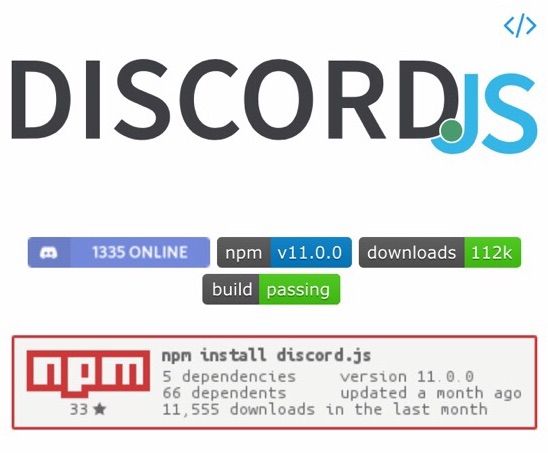 </>
DISCORD.JS
1335 ONLINE
npm v11.0.0
downloads 112k
build passing
npm
npm install discord.js
5 dependencies version 11.0.0
66 dependents updated a month ago
33 ★ 11,555 downloads in the last month